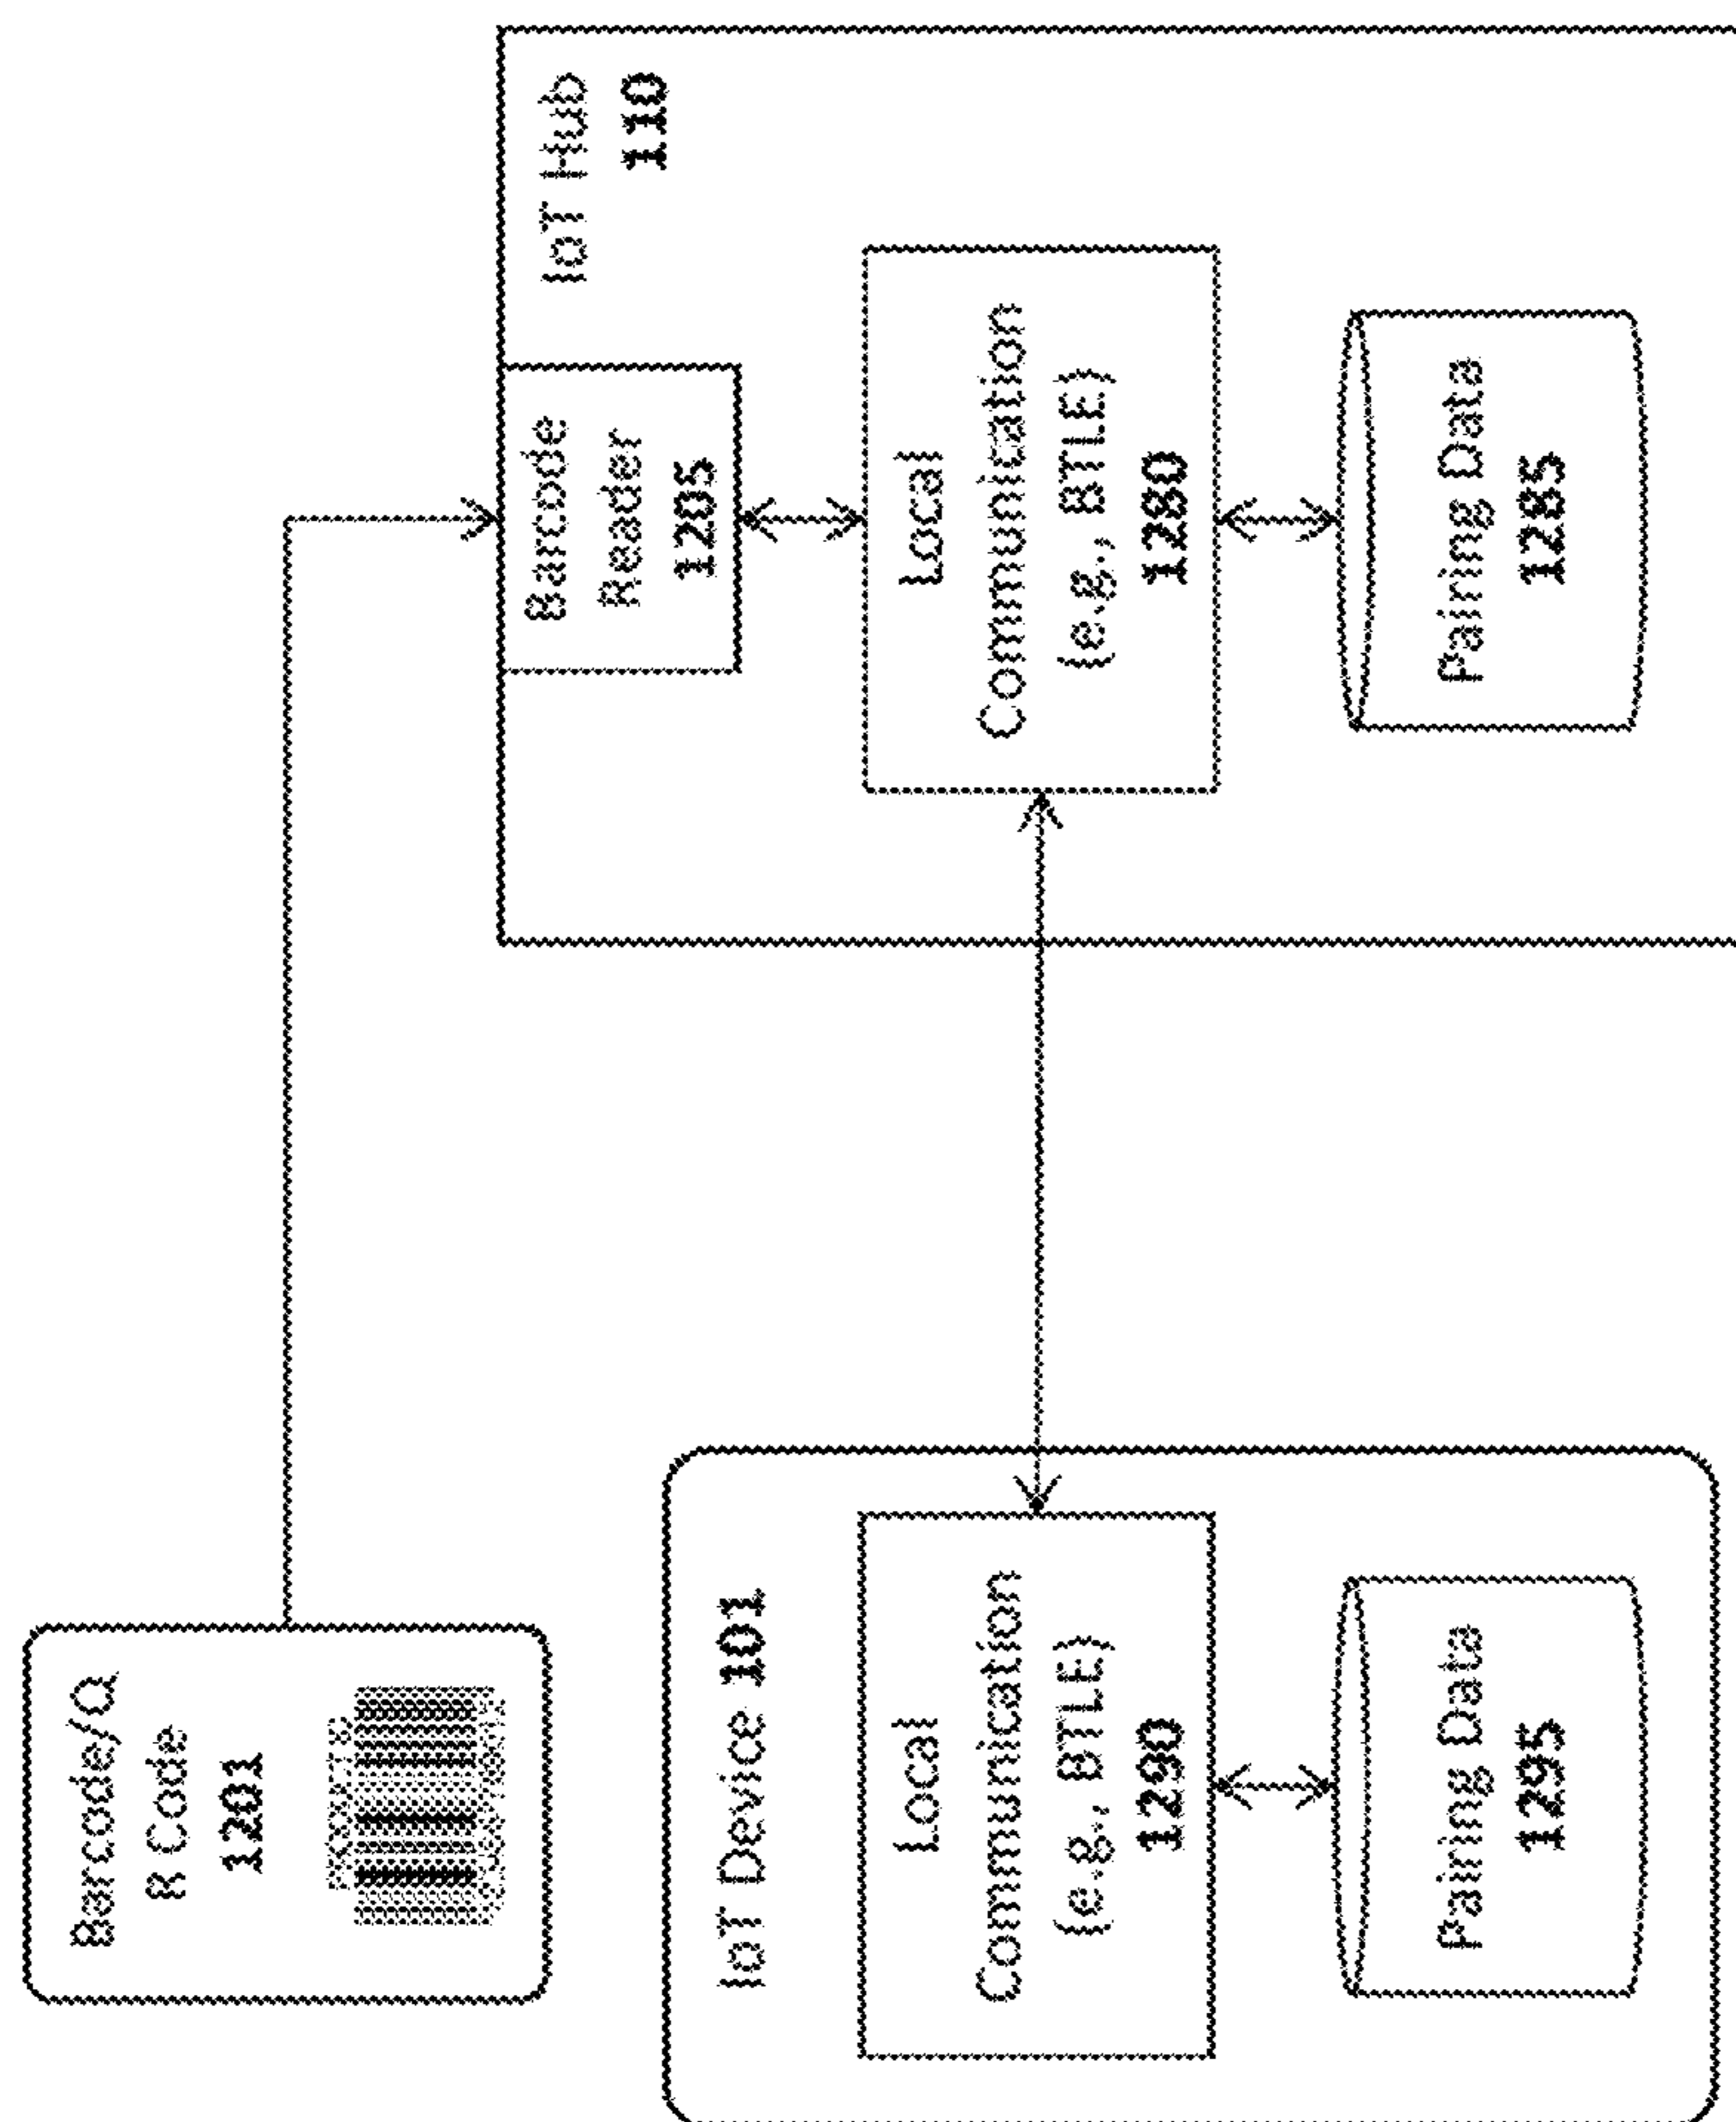 Barcode/Q
R Code
1201
IoT Device 101
Local
Communication
(e.g., BTLE)
1290
Pairing Data
1295
IoT Hub
110
Barcode
Reader
1205
Local
Communication
(e.g., BTLE)
1280
Pairing Data
1285